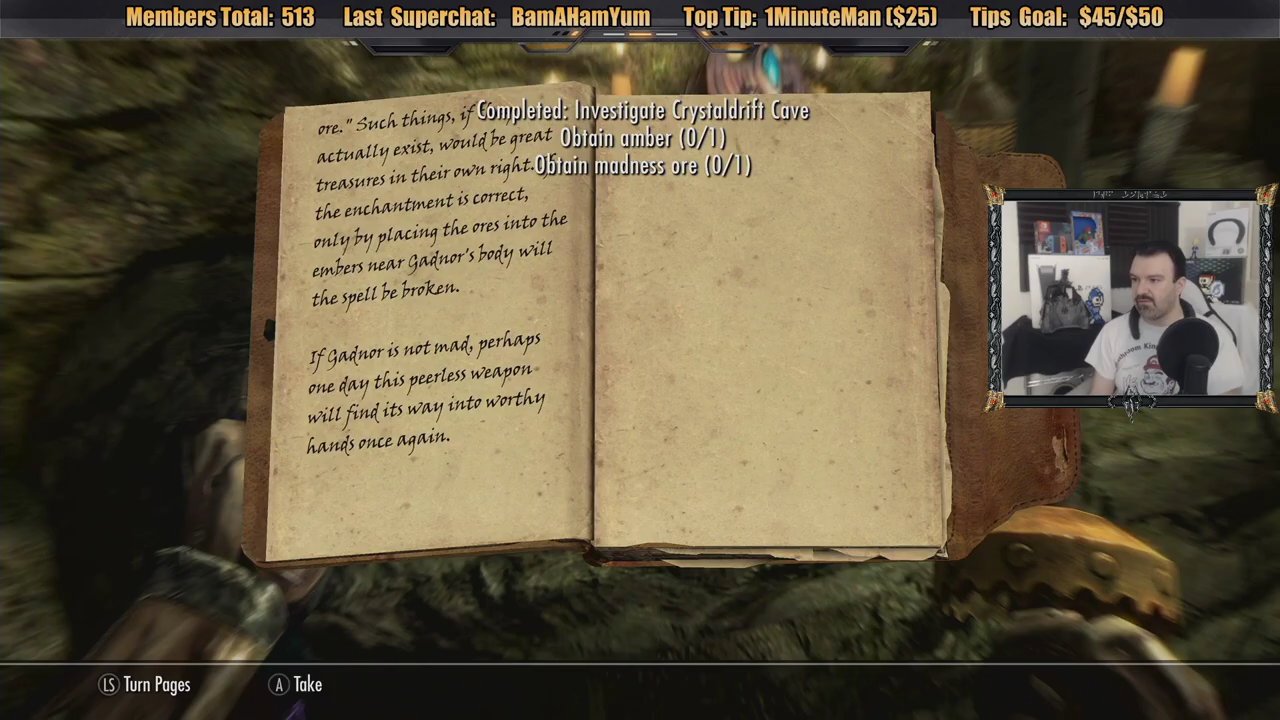 Members Total: 513 Last Superchat: BamAHamYum Top Tip: 1MinuteMan ($25) Tips Goal: $45/$50
Completed: Investigate Crystaldrift Cave
Obtain amber (0/1)
Obtain madness ore (0/1)
ore." Such things, if
actually exist, would be great
treasures in their own right.
the enchantment is correct,
only by placing the ores into the
embers near Gadnor's body will
the spell be broken.
If Gadnor is not mad, perhaps
one day this peerless weapon
will find its way into worthy
hands once again.
LS Turn Pages
A Take